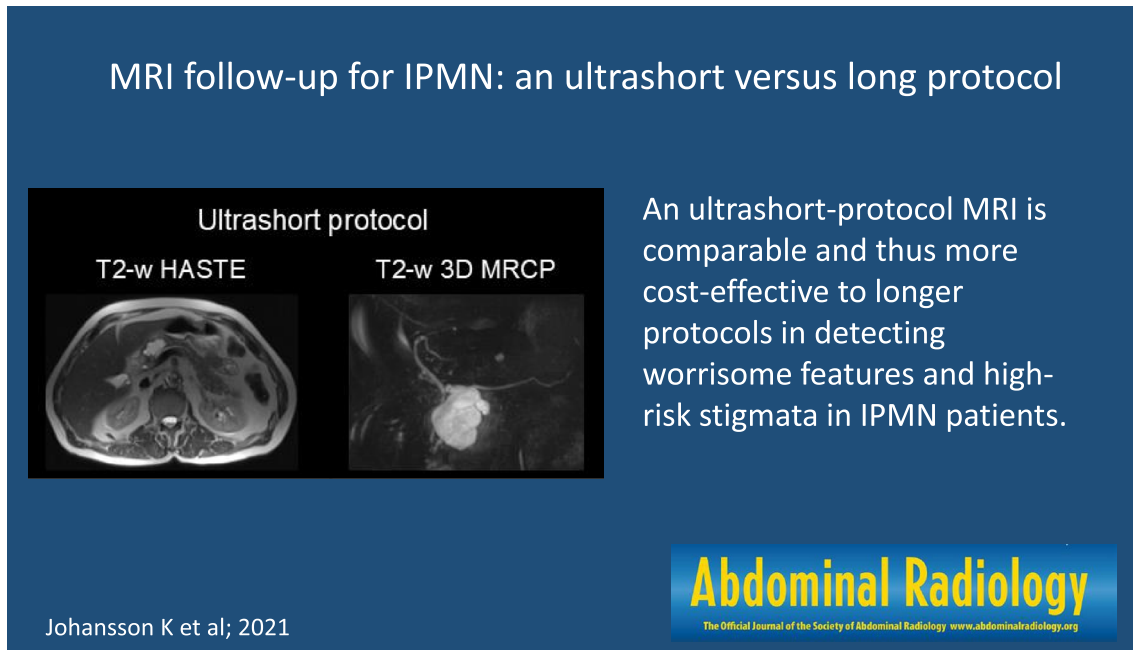 MRI follow-up for IPMN: an ultrashort versus long protocol
Ultrashort protocol
T2-w HASTE
T2-w 3D MRCP
An ultrashort-protocol MRI is
comparable and thus more
cost-effective to longer
protocols in detecting
worrisome features and high-
risk stigmata in IPMN patients.
Abdominal Radiology
The Official Journal of the Society of Abdominal Radiology www.abdominalradiology.org
Johansson K et al; 2021